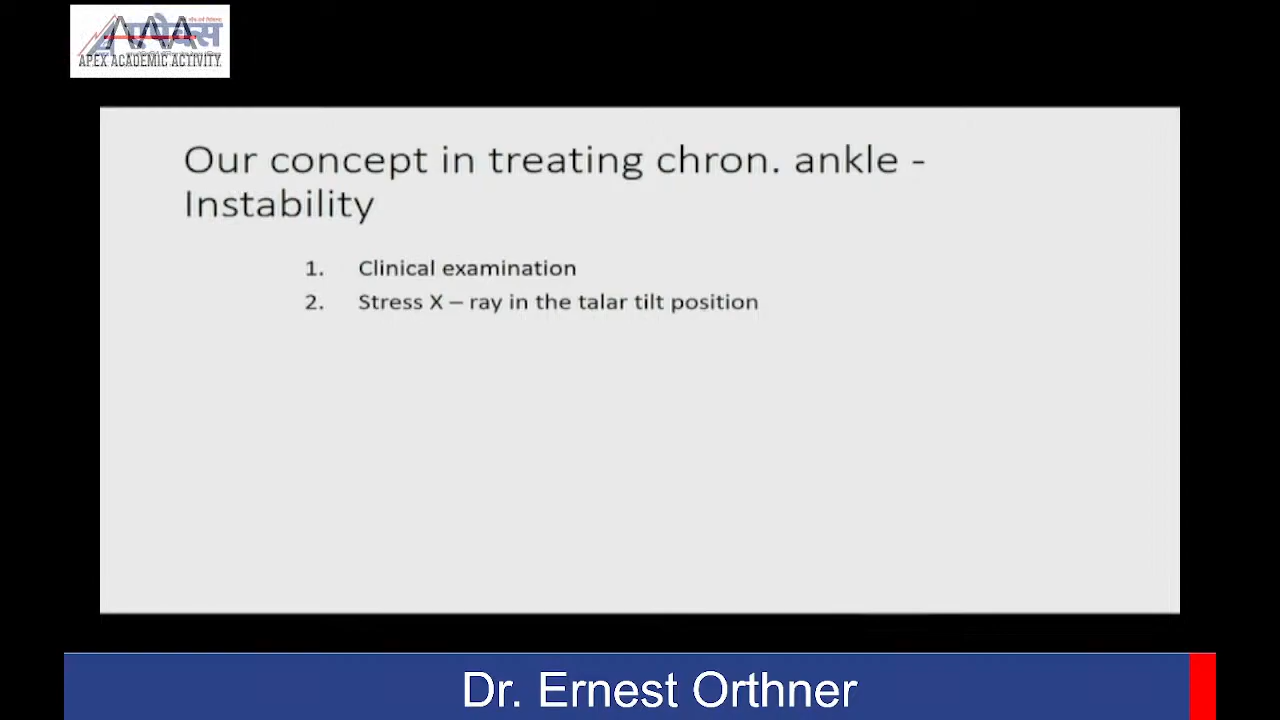 APEX ACADEMIC ACTIVITY
Our concept in treating chron. ankle -
Instability
1. Clinical examination
2. Stress X – ray in the talar tilt position
Dr. Ernest Orthner